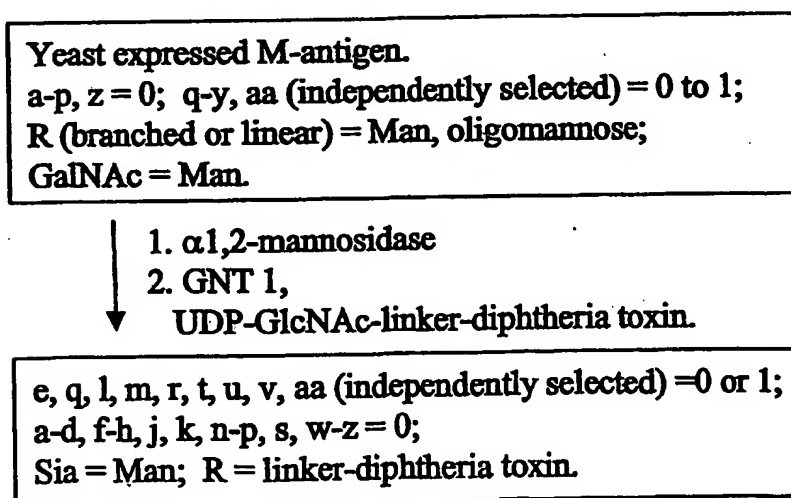 Yeast expressed M-antigen.
a-p, z = 0; q-y, aa (independently selected) = 0 to 1;
R (branched or linear) = Man, oligomannose;
GalNAc = Man.
1. α1,2-mannosidase
2. GNT 1,
UDP-GlcNAc-linker-diphtheria toxin.
e, q, l, m, r, t, u, v, aa (independently selected) =0 or 1;
a-d, f-h, j, k, n-p, s, w-z = 0;
Sia = Man; R = linker-diphtheria toxin.